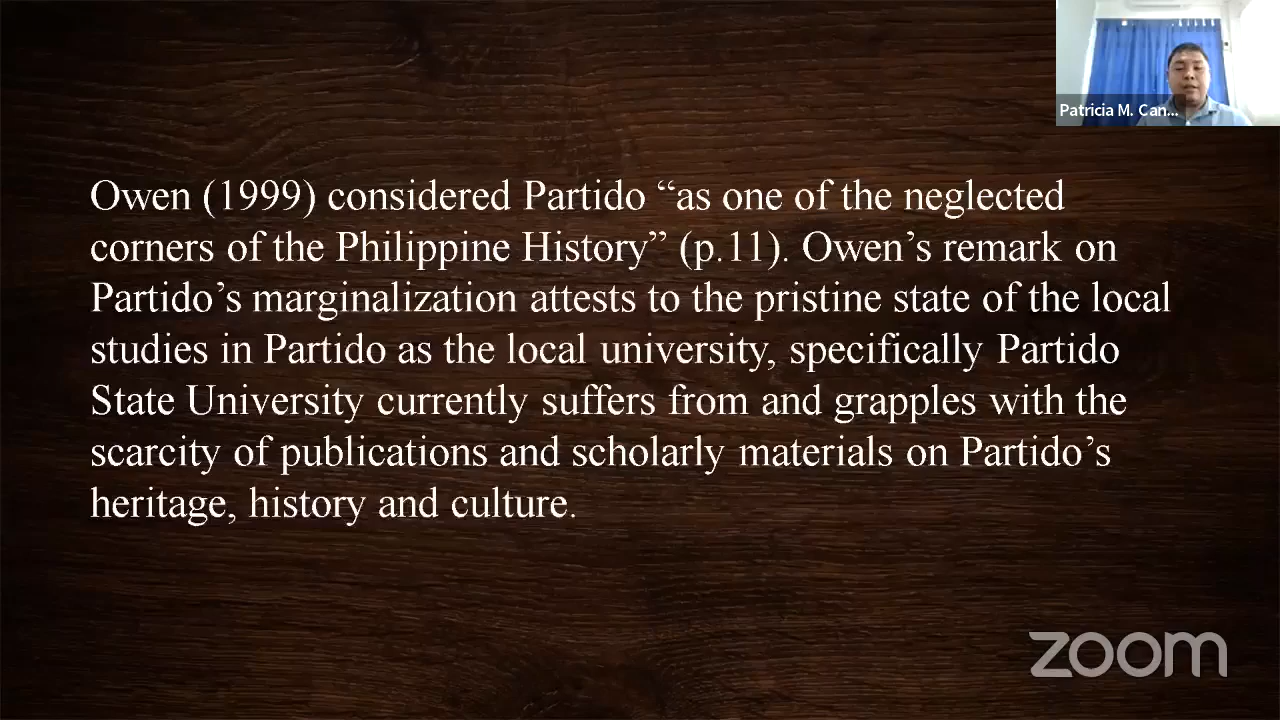 Patricia M. Can...
Owen (1999) considered Partido “as one of the neglected
corners of the Philippine History” (p.11). Owen’s remark on
Partido’s marginalization attests to the pristine state of the local
studies in Partido as the local university, specifically Partido
State University currently suffers from and grapples with the
scarcity of publications and scholarly materials on Partido’s
heritage, history and culture.
zoom